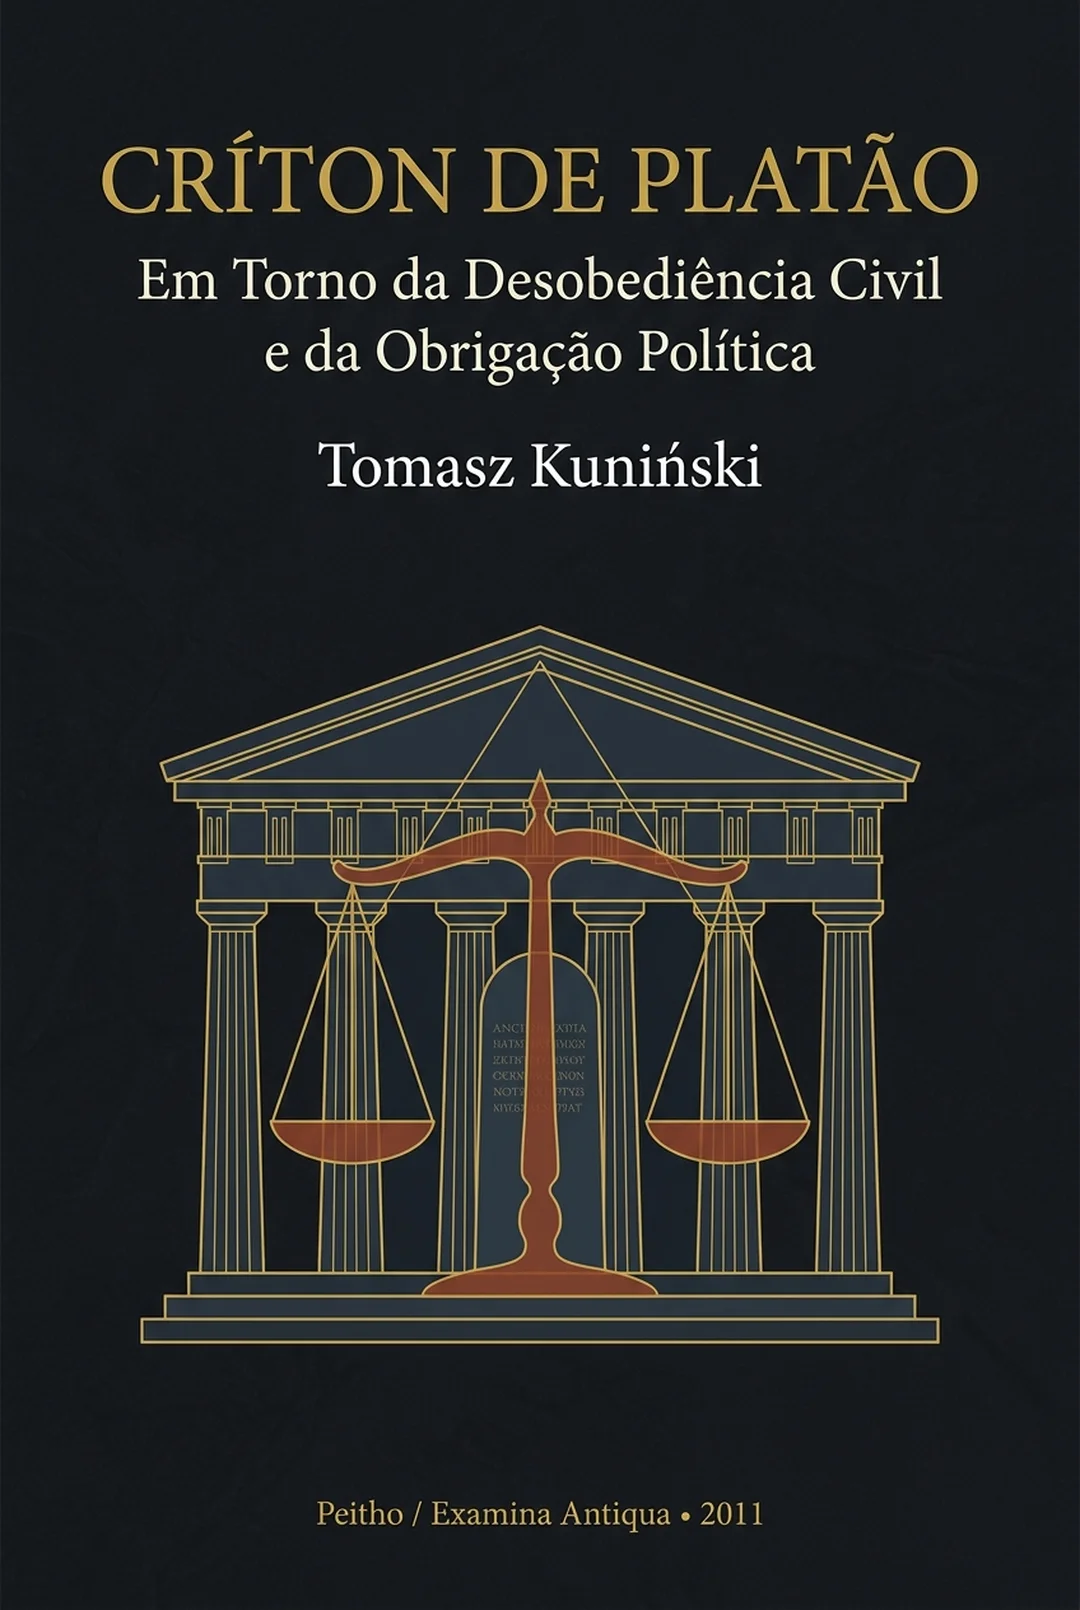 CRÍTON DE PLATÃO
Em Torno da Desobediência Civil
e da Obrigação Política
Tomasz Kuniński
Peitho / Examina Antiqua • 2011